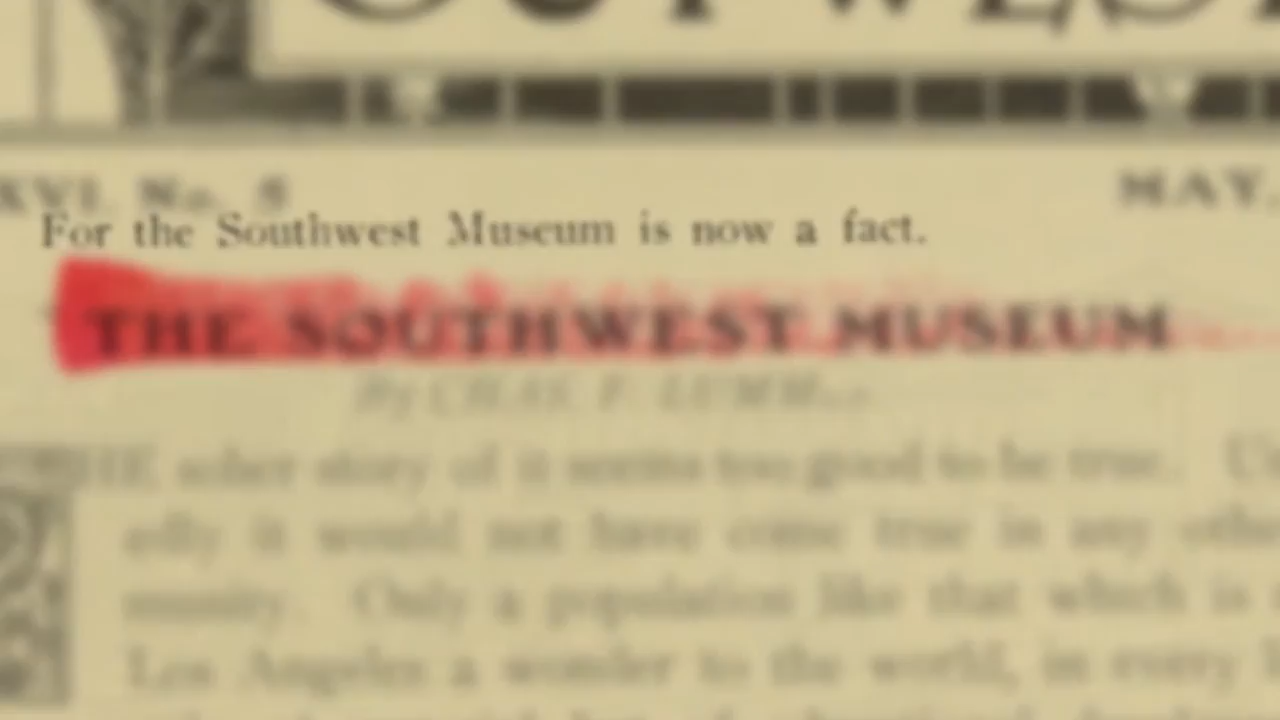 OUTWEST
XVI. No. 5 MAY,
For the Southwest Museum is now a fact.
THE SOUTHWEST MUSEUM
By CHAS. F. LUMMIS
THE sober story of it seems too good to be true.
edly it would not have come true in any
munity. Only a population like that which is
Los Angeles a wonder to the world, in every